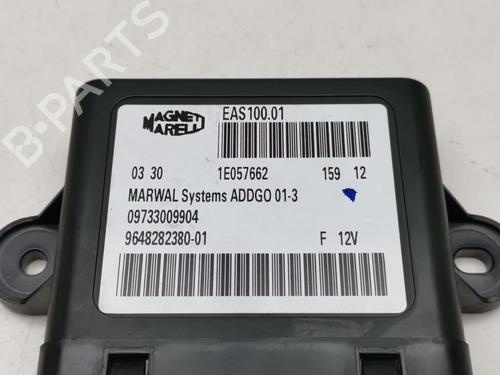 MAGNETI
MARELLI
EAS100.01
03 30 1E057662 159 12
MARWAL Systems ADDGO 01-3
09733009904
9648282380-01 F 12V
B-PARTS